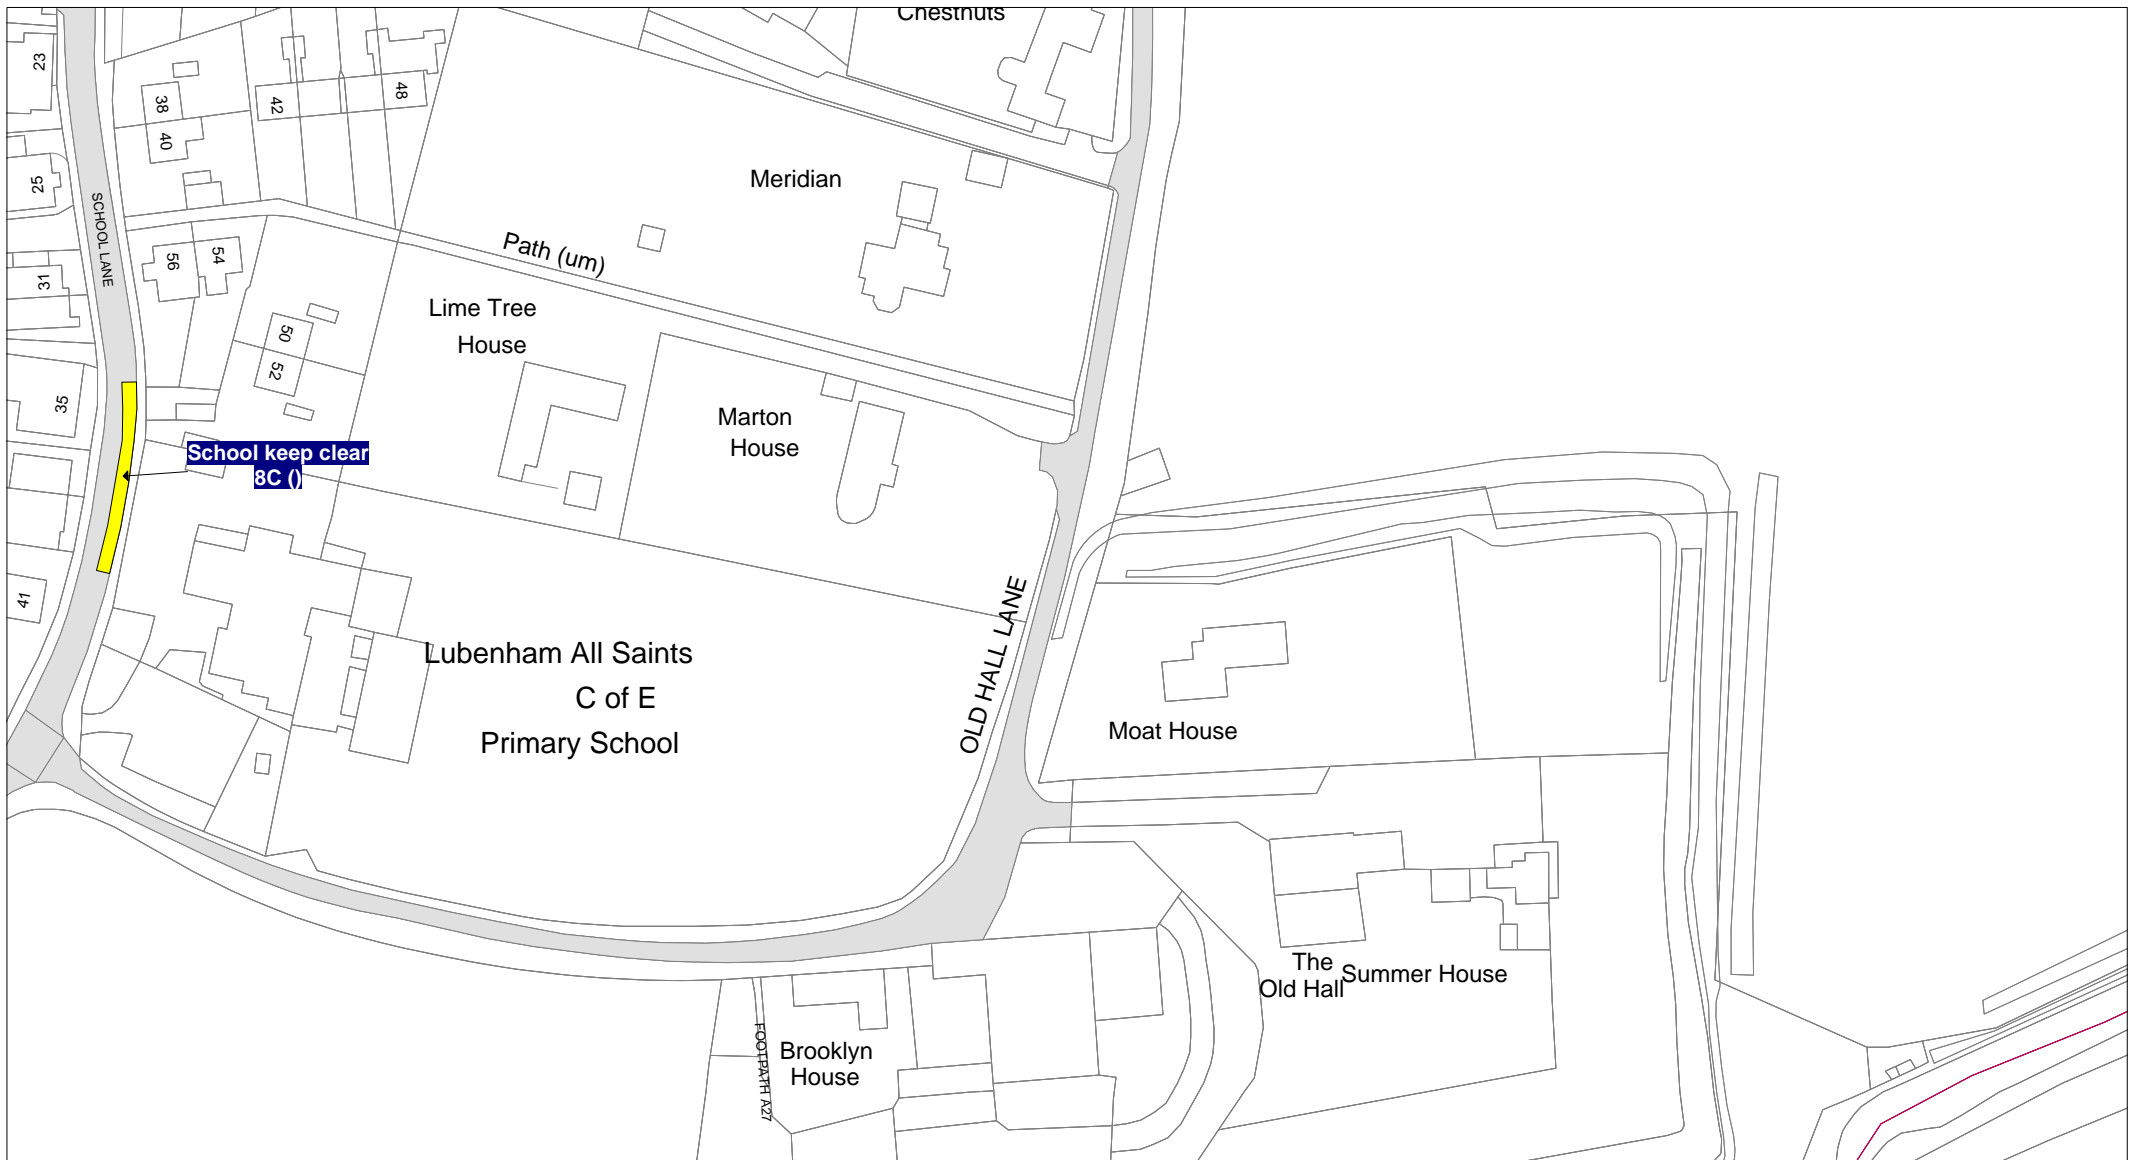 Chestnuts
23
38
42
48
40
Meridian
25
SCHOOL LANE
Path (um)
56
54
31
Lime Tree
House
50
52
35
Marton
House
School keep clear
8C ()
41
OLD HALL LANE
Lubenham All Saints
C of E
Primary School
Moat House
The
Old Hall
Summer House
FOOTPATH A27
Brooklyn
House